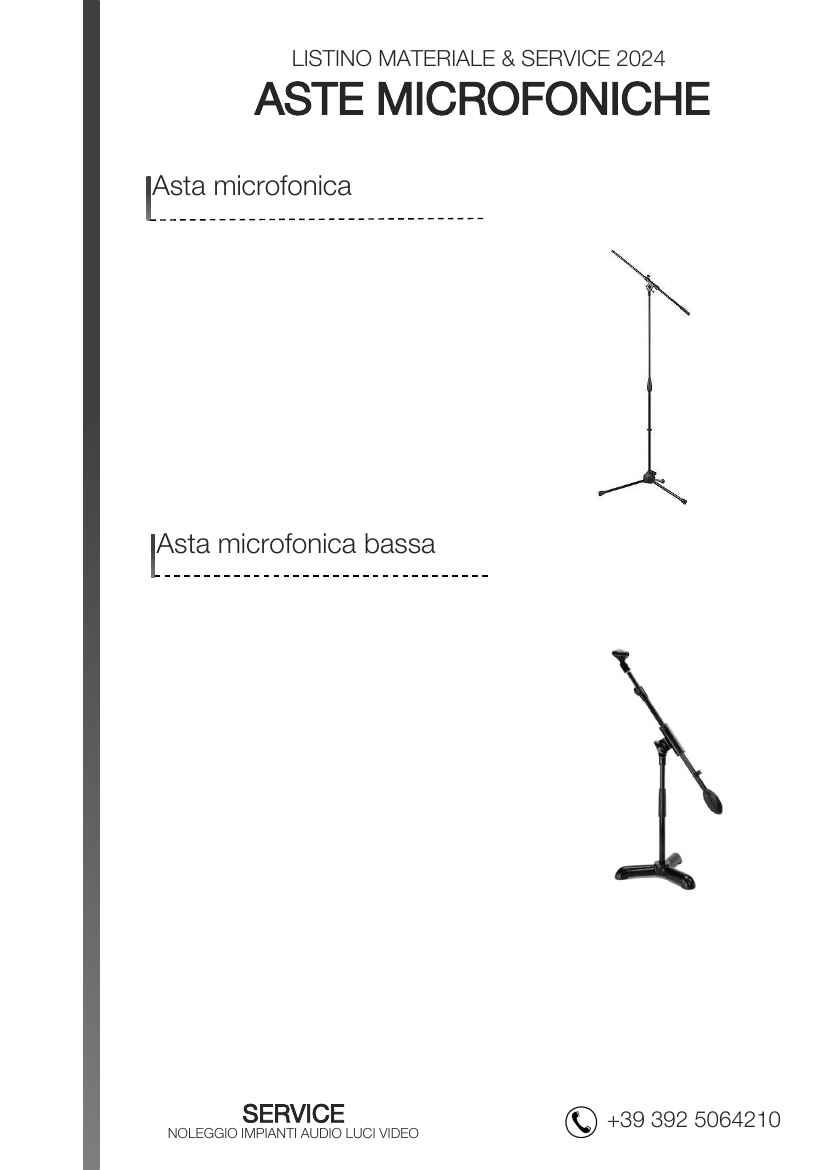 LISTINO MATERIALE & SERVICE 2024
ASTE MICROFONICHE
Asta microfonica
Asta microfonica bassa
SERVICE
NOLEGGIO IMPIANTI AUDIO LUCI VIDEO
+39 392 5064210